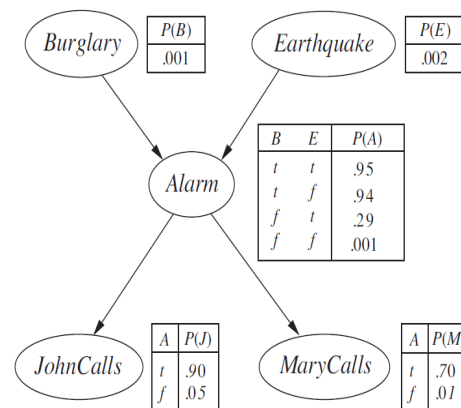 Burglary
P(B)
.001
Earthquake
P(E)
.002
Alarm
B E P(A)
t t .95
t f .94
f t .29
f f .001
JohnCalls
A P(J)
t .90
f .05
MaryCalls
A P(M
t .70
f .01